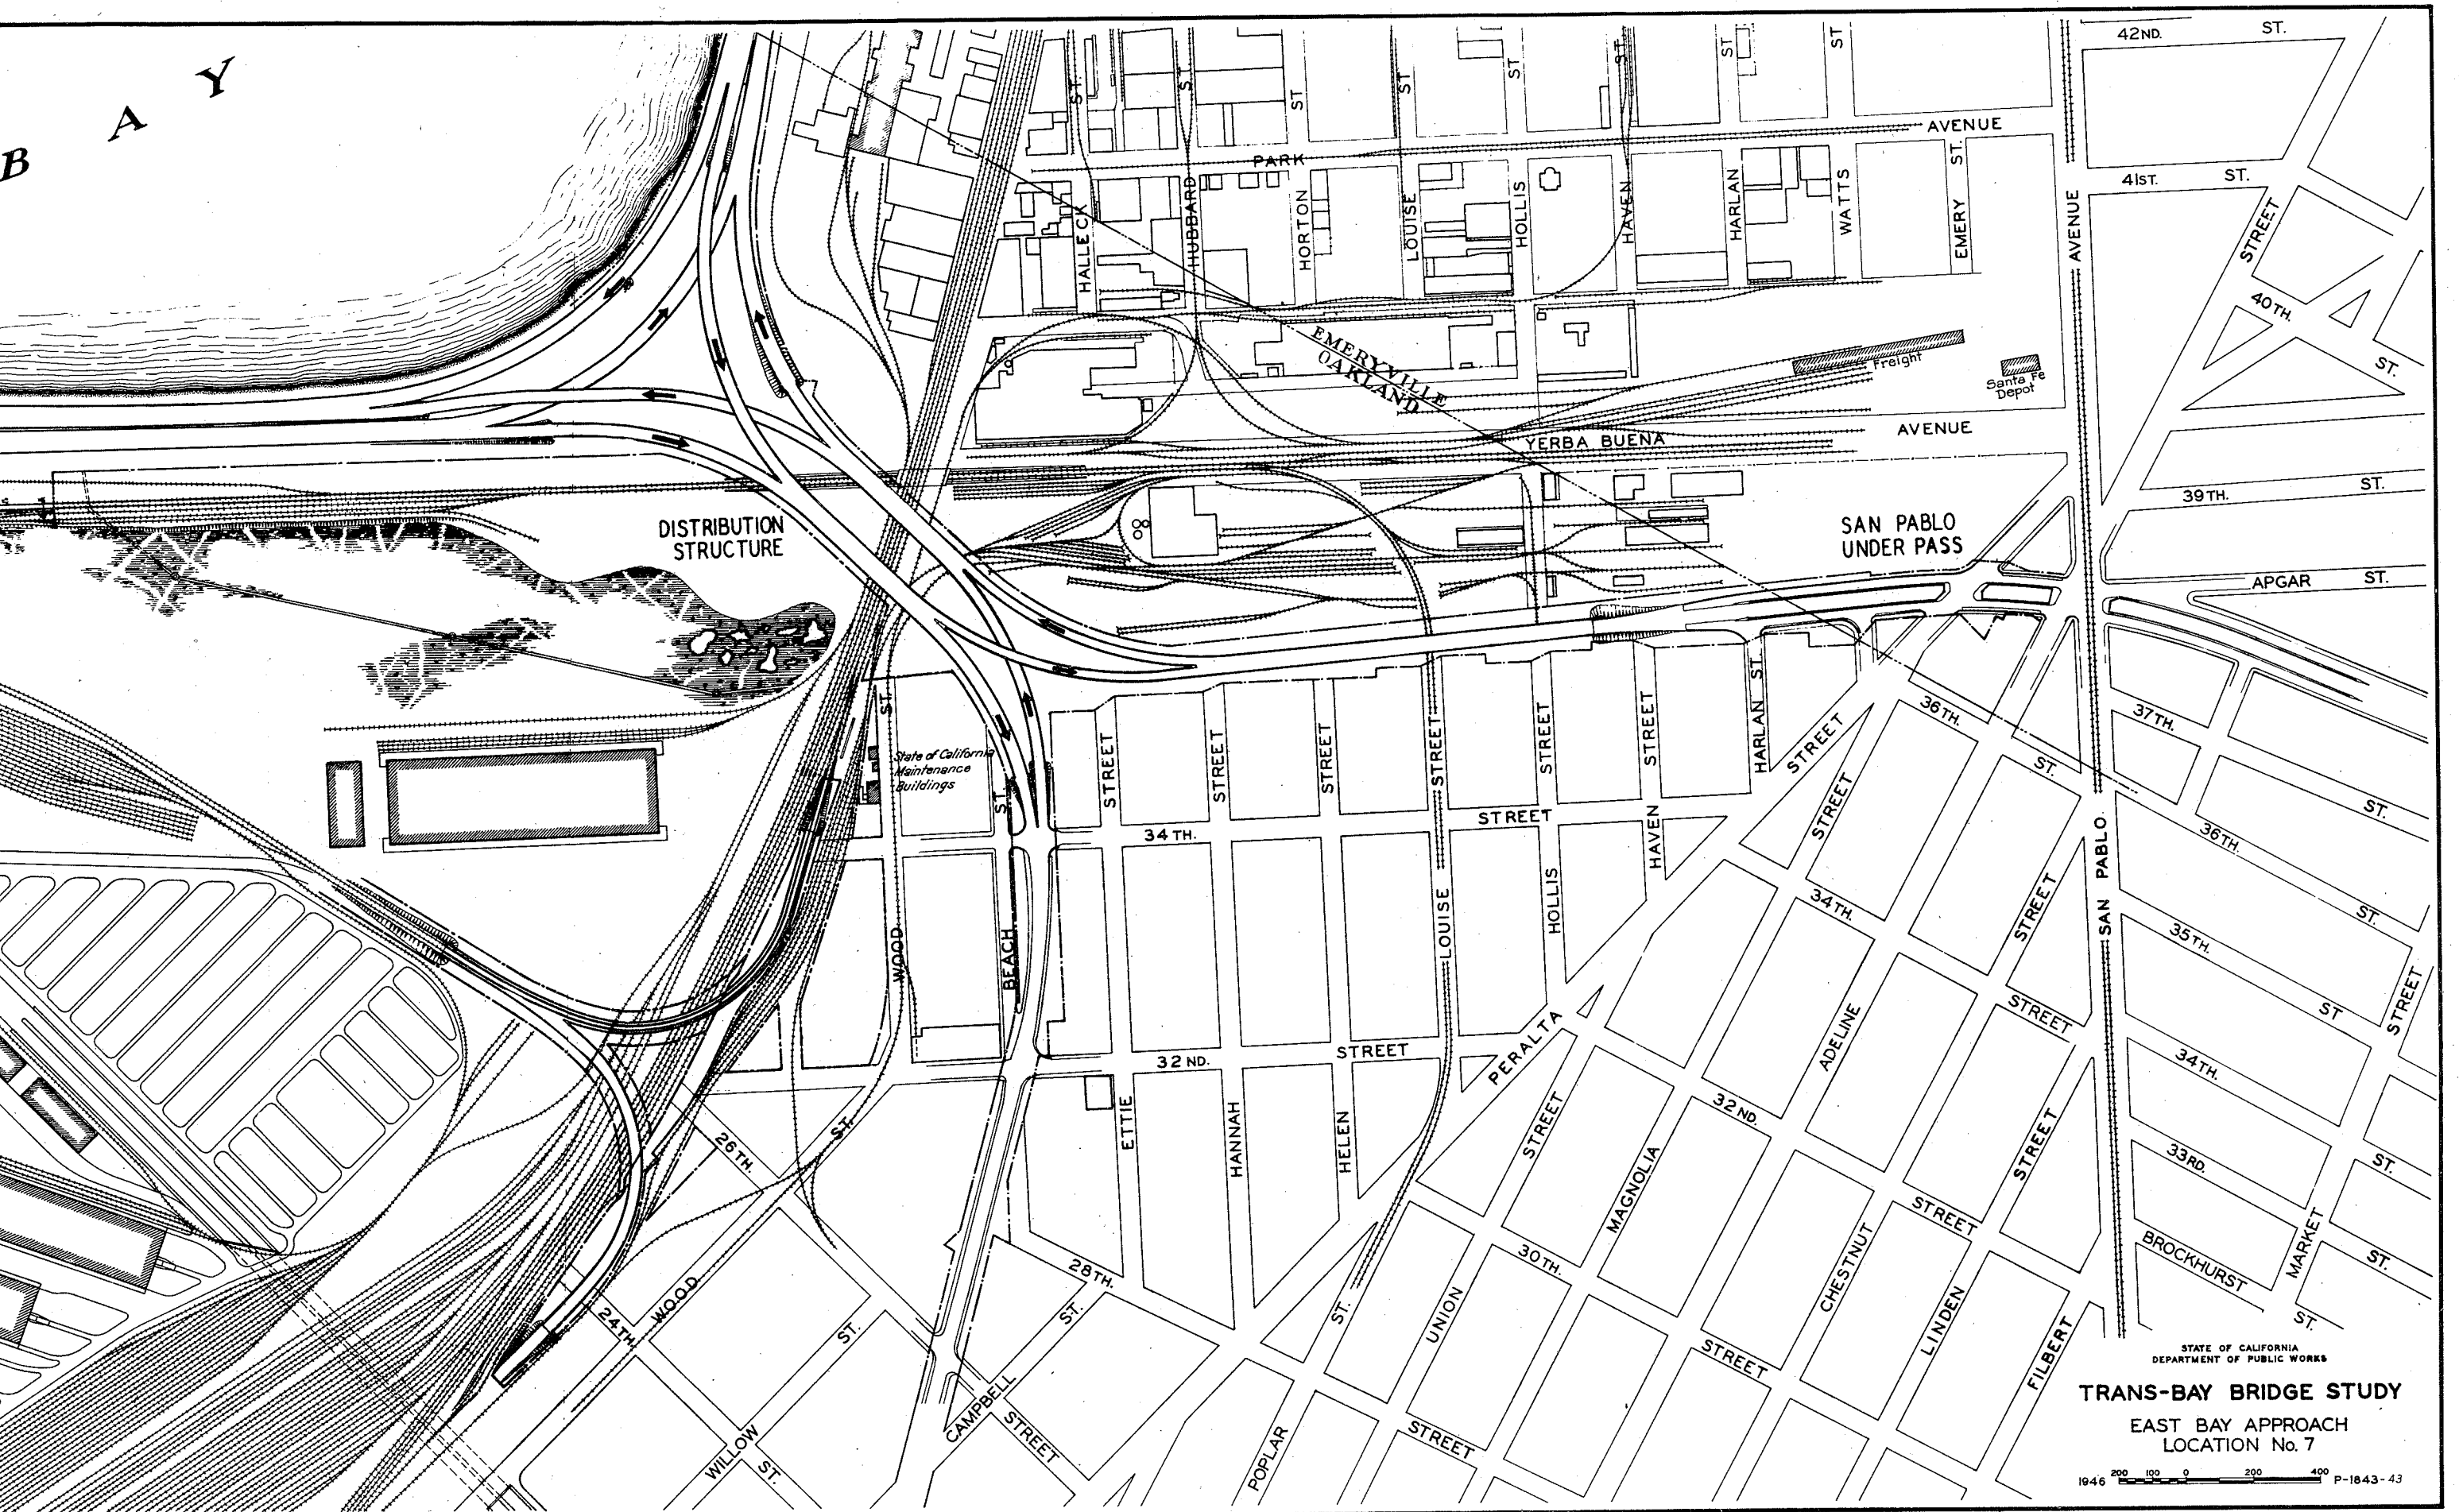 B A Y
42ND. ST.
ST.
ST.
ST
ST
ST
ST.
ST
ST
PARK AVENUE
41ST. ST.
HALLECK
HUBBARD
HORTON
LOUISE
HOLLIS
HAVEN
HARLAN
WATTS
EMERY ST.
AVENUE
STREET
40TH. ST.
EMERYVILLE
OAKLAND
Freight
Santa Fe
Depot
YERBA BUENA AVENUE
39TH. ST.
DISTRIBUTION
STRUCTURE
SAN PABLO
UNDER PASS
APGAR ST.
ST.
State of California
Maintenance
Buildings
ST.
STREET
STREET
STREET
STREET
STREET
STREET
HARLAN ST.
STREET
STREET
36TH. ST.
37TH. ST.
34TH. STREET
HAVEN
HOLLIS
LOUISE
WOOD
BEACH
34TH. STREET
STREET
SAN PABLO
36TH. ST.
35TH. ST
STREET
32ND. STREET
PERALTA
ADELINE
34TH. ST.
ETTIE
HANNAH
HELEN
STREET
MAGNOLIA
32ND. STREET
STREET
33RD. ST.
26TH.
ST.
28TH.
ST.
ST.
30TH. STREET
UNION
CHESTNUT
LINDEN
FILBERT
BROCKHURST ST.
MARKET
24TH.
WOOD
ST.
WILLOW
ST.
CAMPBELL
STREET
POPLAR
STREET
STATE OF CALIFORNIA
DEPARTMENT OF PUBLIC WORKS
TRANS-BAY BRIDGE STUDY
EAST BAY APPROACH
LOCATION No. 7
1946 200 100 0 200 400 P-1843-43